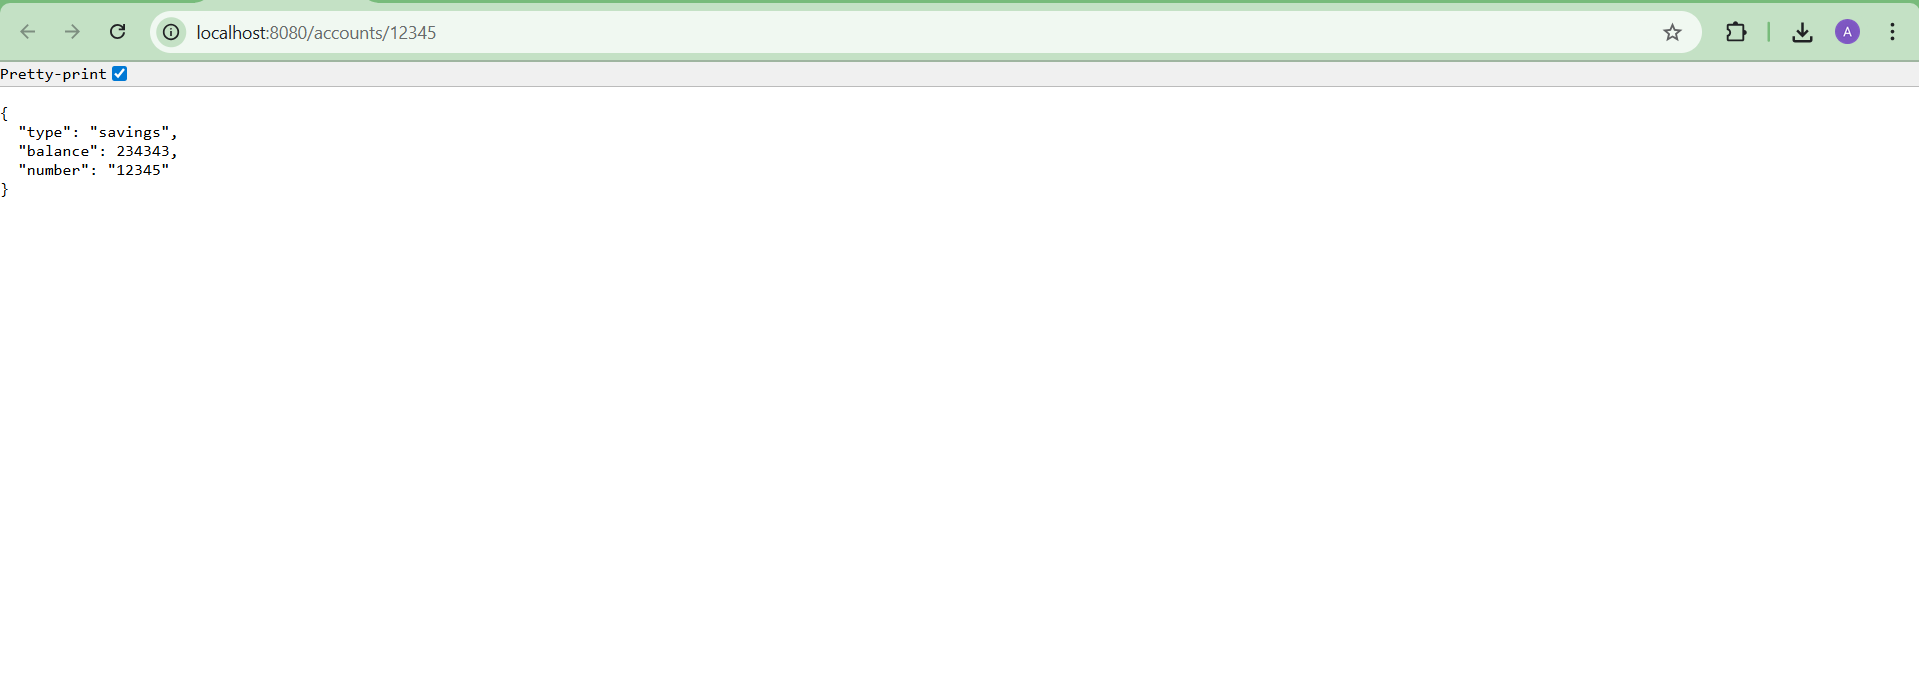 localhost:8080/accounts/12345
A
Pretty-print
{
  "type": "savings",
  "balance": 234343,
  "number": "12345"
}